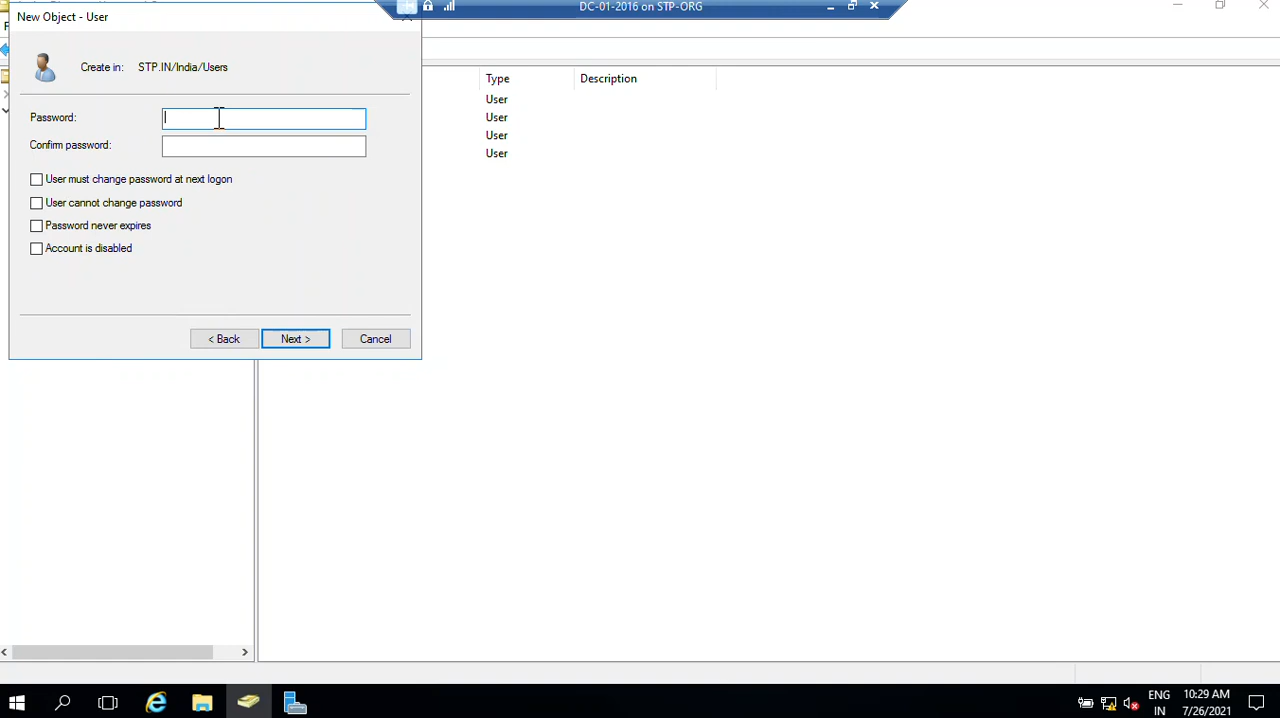 DC-01-2016 on STP-ORG
New Object - User
Create in: STP.IN/India/Users
Password:
Confirm password:
User must change password at next logon
User cannot change password
Password never expires
Account is disabled
< Back Next > Cancel
Type Description
User
User
User
User
ENG
IN
10:29 AM
7/26/2021